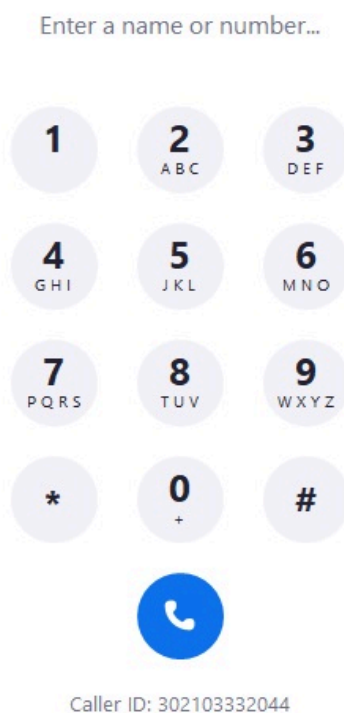 Enter a name or number...
1 2 3
ABC DEF
4 5 6
GHI JKL MNO
7 8 9
PQRS TUV WXYZ
* 0 #
+
Caller ID: 302103332044